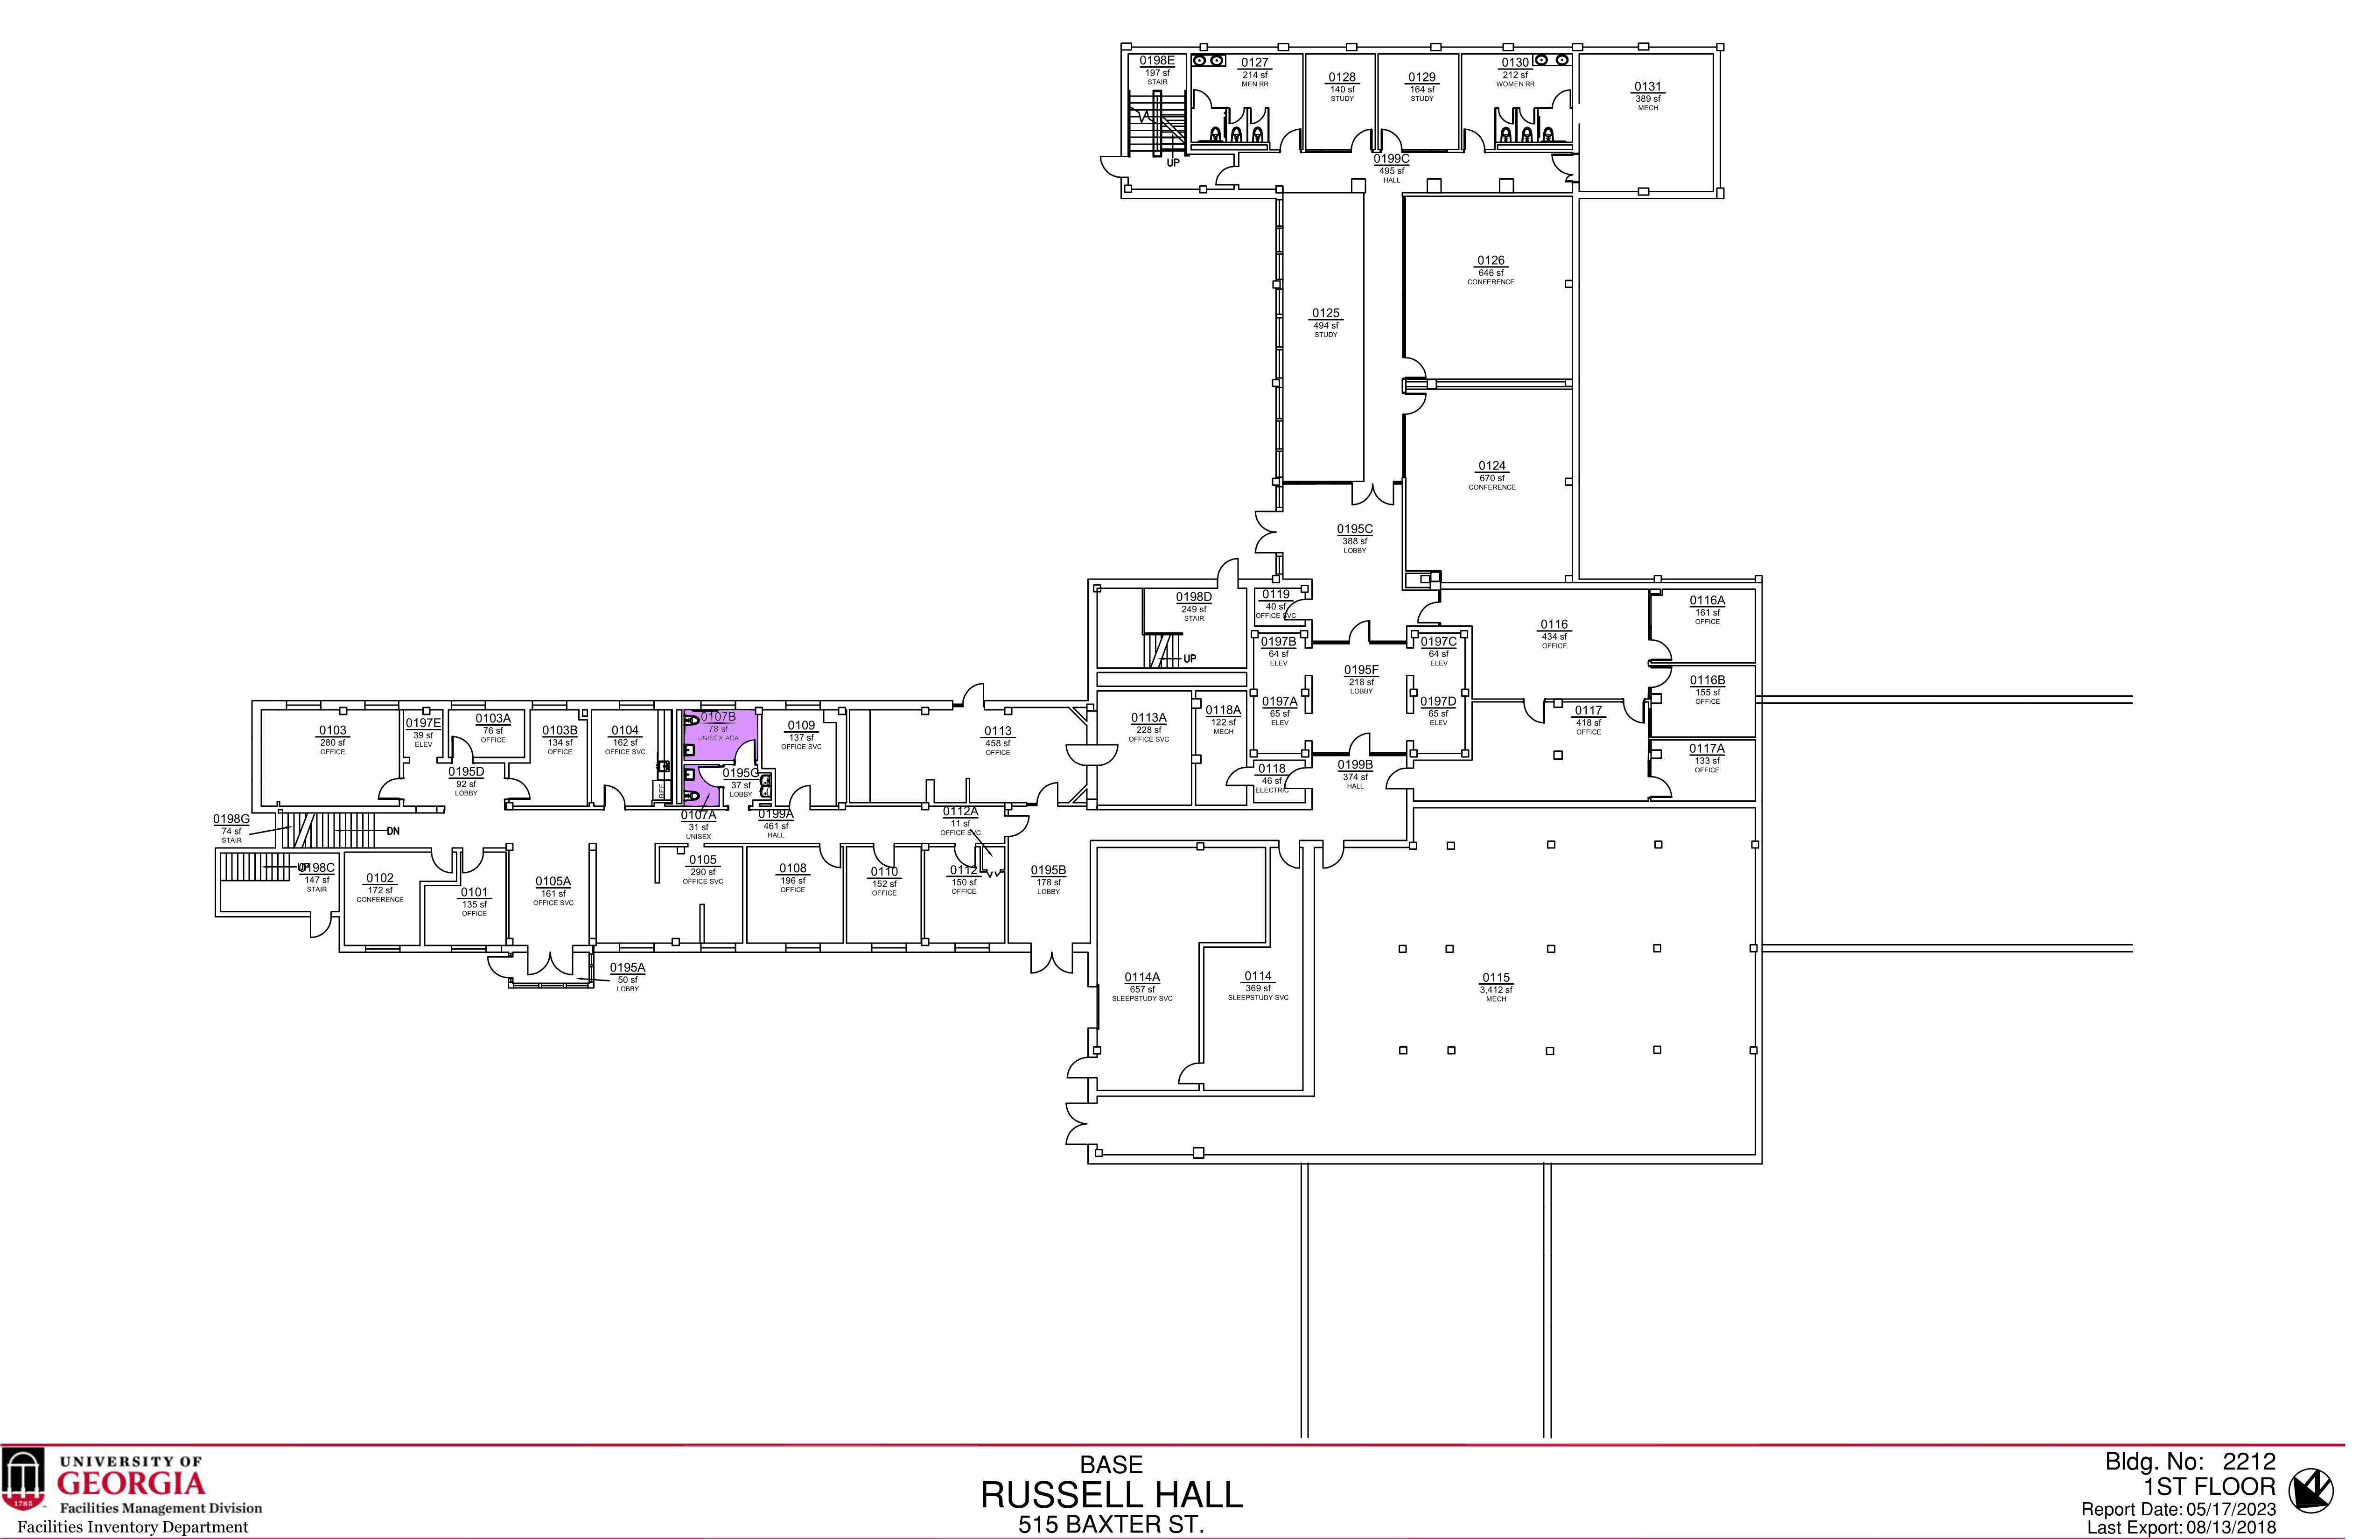 0198E
197 sf
STAIR
UP
0127
214 sf
MEN RR
0128
140 sf
STUDY
0129
164 sf
STUDY
0130
212 sf
WOMEN RR
0131
389 sf
MECH
0199C
495 sf
HALL
0126
646 sf
CONFERENCE
0125
494 sf
STUDY
0124
670 sf
CONFERENCE
0195C
388 sf
LOBBY
0198D
249 sf
STAIR
UP
0119
40 sf
OFFICE SVC
0197B
64 sf
ELEV
0197C
64 sf
ELEV
0195F
218 sf
LOBBY
0197A
65 sf
ELEV
0197D
65 sf
ELEV
0116
434 sf
OFFICE
0116A
161 sf
OFFICE
0116B
155 sf
OFFICE
0117
418 sf
OFFICE
0117A
133 sf
OFFICE
0103
280 sf
OFFICE
0197E
39 sf
ELEV
0103A
76 sf
OFFICE
0103B
134 sf
OFFICE
0104
162 sf
OFFICE SVC
REF
0107B
78 sf
UNISEX ADA
0109
137 sf
OFFICE SVC
0113
458 sf
OFFICE
0113A
228 sf
OFFICE SVC
0118A
122 sf
MECH
0118
46 sf
ELECTRIC
0199B
374 sf
HALL
0195D
92 sf
LOBBY
0195G
37 sf
LOBBY
0107A
31 sf
UNISEX
0199A
461 sf
HALL
0112A
11 sf
OFFICE SVC
0198G
74 sf
STAIR
DN
UP
0198C
147 sf
STAIR
0102
172 sf
CONFERENCE
0101
135 sf
OFFICE
0105A
161 sf
OFFICE SVC
0105
290 sf
OFFICE SVC
0108
196 sf
OFFICE
0110
152 sf
OFFICE
0112
150 sf
OFFICE
0195B
178 sf
LOBBY
0195A
50 sf
LOBBY
0114A
657 sf
SLEEPSTUDY SVC
0114
369 sf
SLEEPSTUDY SVC
0115
3,412 sf
MECH
1785
UNIVERSITY OF
GEORGIA
Facilities Management Division
Facilities Inventory Department
BASE
RUSSELL HALL
515 BAXTER ST.
Bldg. No: 2212
1ST FLOOR
Report Date: 05/17/2023
Last Export: 08/13/2018